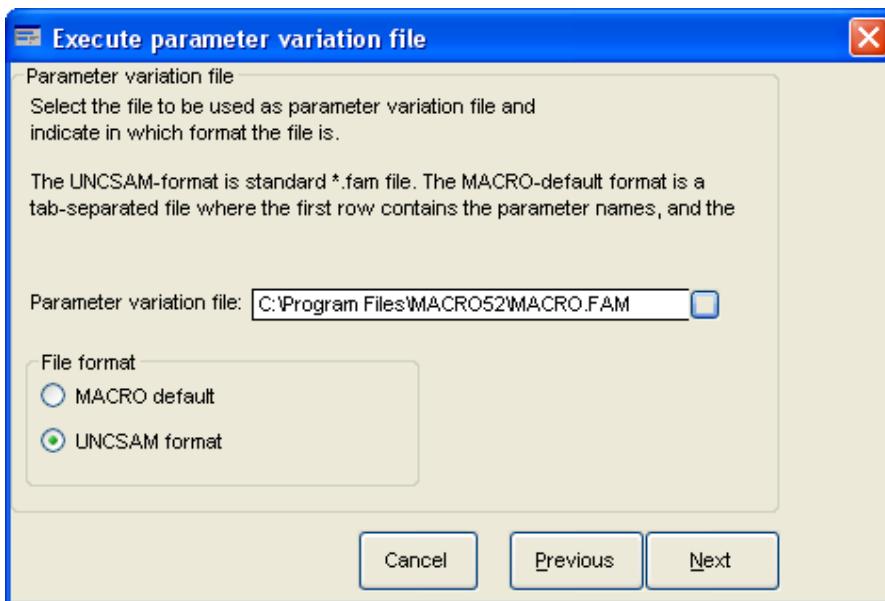 Execute parameter variation file
Parameter variation file
Select the file to be used as parameter variation file and
indicate in which format the file is.
The UNCSAM-format is standard *.fam file. The MACRO-default format is a
tab-separated file where the first row contains the parameter names, and the
Parameter variation file: C:\Program Files\MACRO52\MACRO.FAM
File format
MACRO default
UNCSAM format
Cancel Previous Next